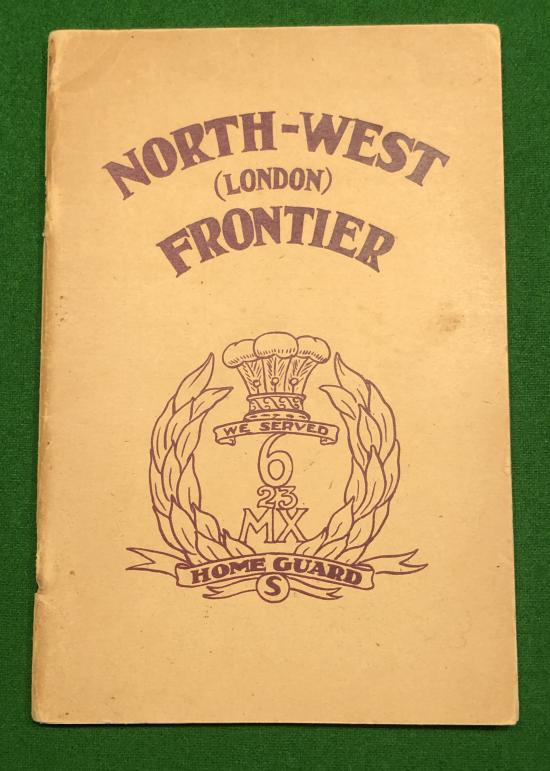 NORTH-WEST
(LONDON)
FRONTIER
WE SERVED
6
23
MX
HOME GUARD
S